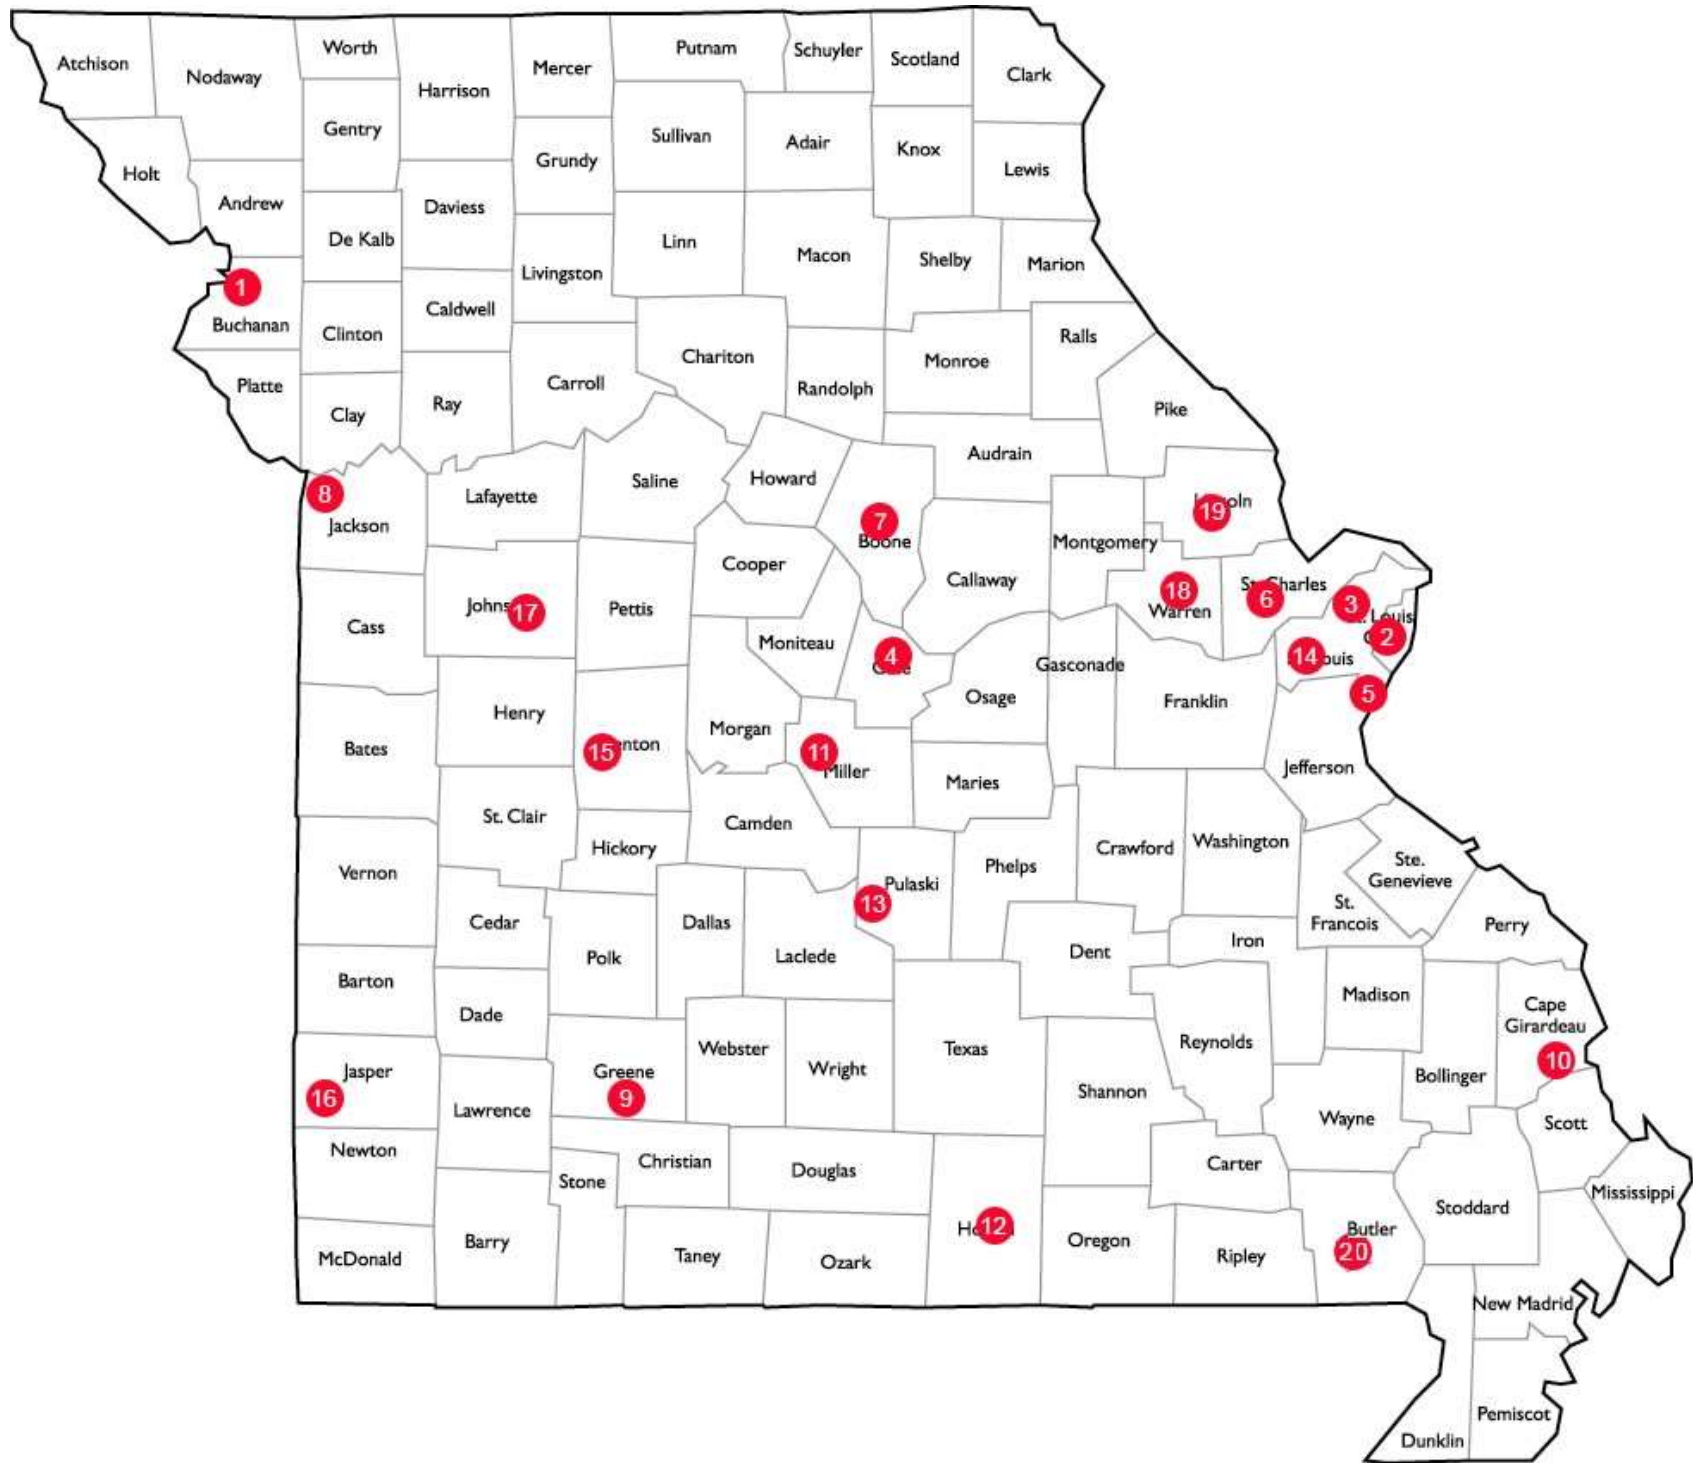 Atchison
Nodaway
Worth
Harrison
Mercer
Putnam
Schuyler
Scotland
Clark
Gentry
Sullivan
Adair
Knox
Lewis
Grundy
Holt
Andrew
De Kalb
Daviess
Livingston
Linn
Macon
Shelby
Marion
1
Buchanan
Clinton
Caldwell
Chariton
Randolph
Monroe
Ralls
Platte
Clay
Ray
Carroll
Pike
Audrain
8
Jackson
Lafayette
Saline
Howard
7
Boone
Callaway
Montgomery
19
Cooper
Cass
17
Pettis
Moniteau
4
Osage
Gasconade
18
Warren
St. Charles
6
3
Louis
2
14
5
Franklin
Jefferson
Bates
Henry
15
Morgan
11
Miller
Maries
St. Clair
Hickory
Camden
Pulaski
13
Phelps
Crawford
Washington
Ste.
Genevieve
St.
Francois
Perry
Vernon
Cedar
Polk
Dallas
Laclede
Dent
Iron
Madison
Cape
Girardeau
10
Barton
Dade
Jasper
16
Greene
9
Webster
Wright
Texas
Shannon
Reynolds
Bollinger
Wayne
Scott
Lawrence
Newton
Christian
Stone
Douglas
Carter
Stoddard
Mississippi
McDonald
Barry
Taney
Ozark
12
Oregon
Ripley
Butler
20
New Madrid
Pemiscot
Dunklin